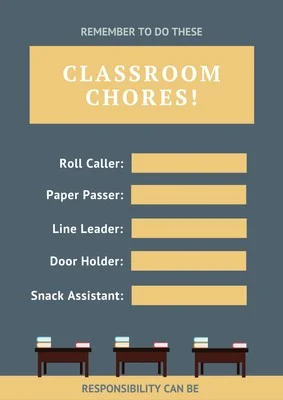 REMEMBER TO DO THESE
CLASSROOM
CHORES!
Roll Caller:
Paper Passer:
Line Leader:
Door Holder:
Snack Assistant:
RESPONSIBILITY CAN BE